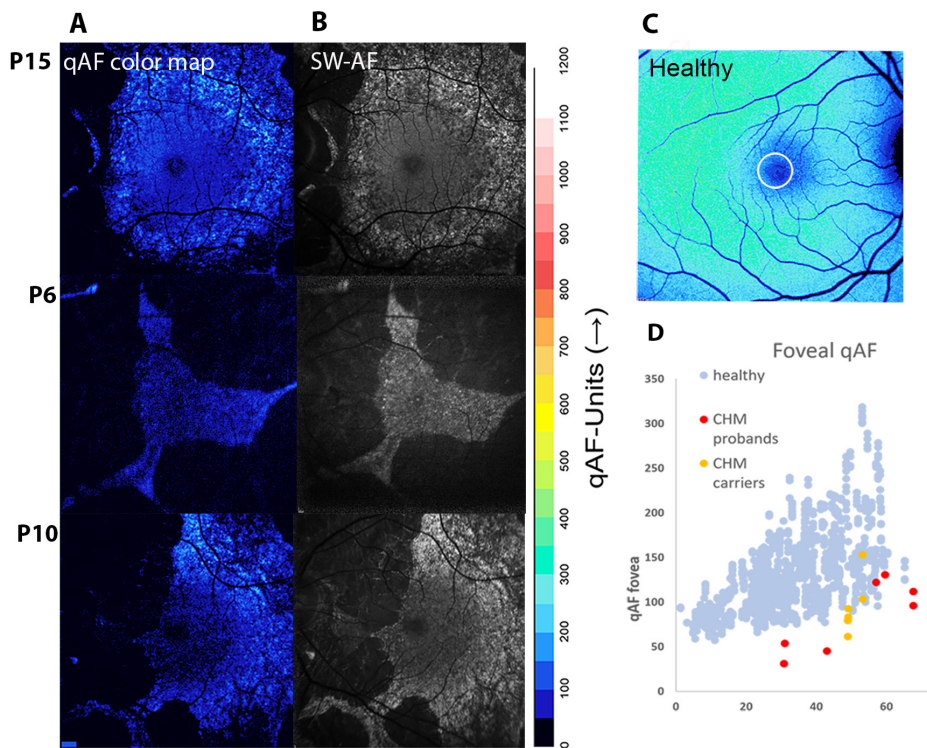 A
B
C
P15
qAF color map
SW-AF
Healthy
P6
P10
0
100
200
300
400
500
600
700
800
900
1000
1100
1200
qAF-Units (→)
D
Foveal qAF
healthy
CHM
probands
CHM
carriers
qAF fovea
350
300
250
200
150
100
50
0
0
20
40
60